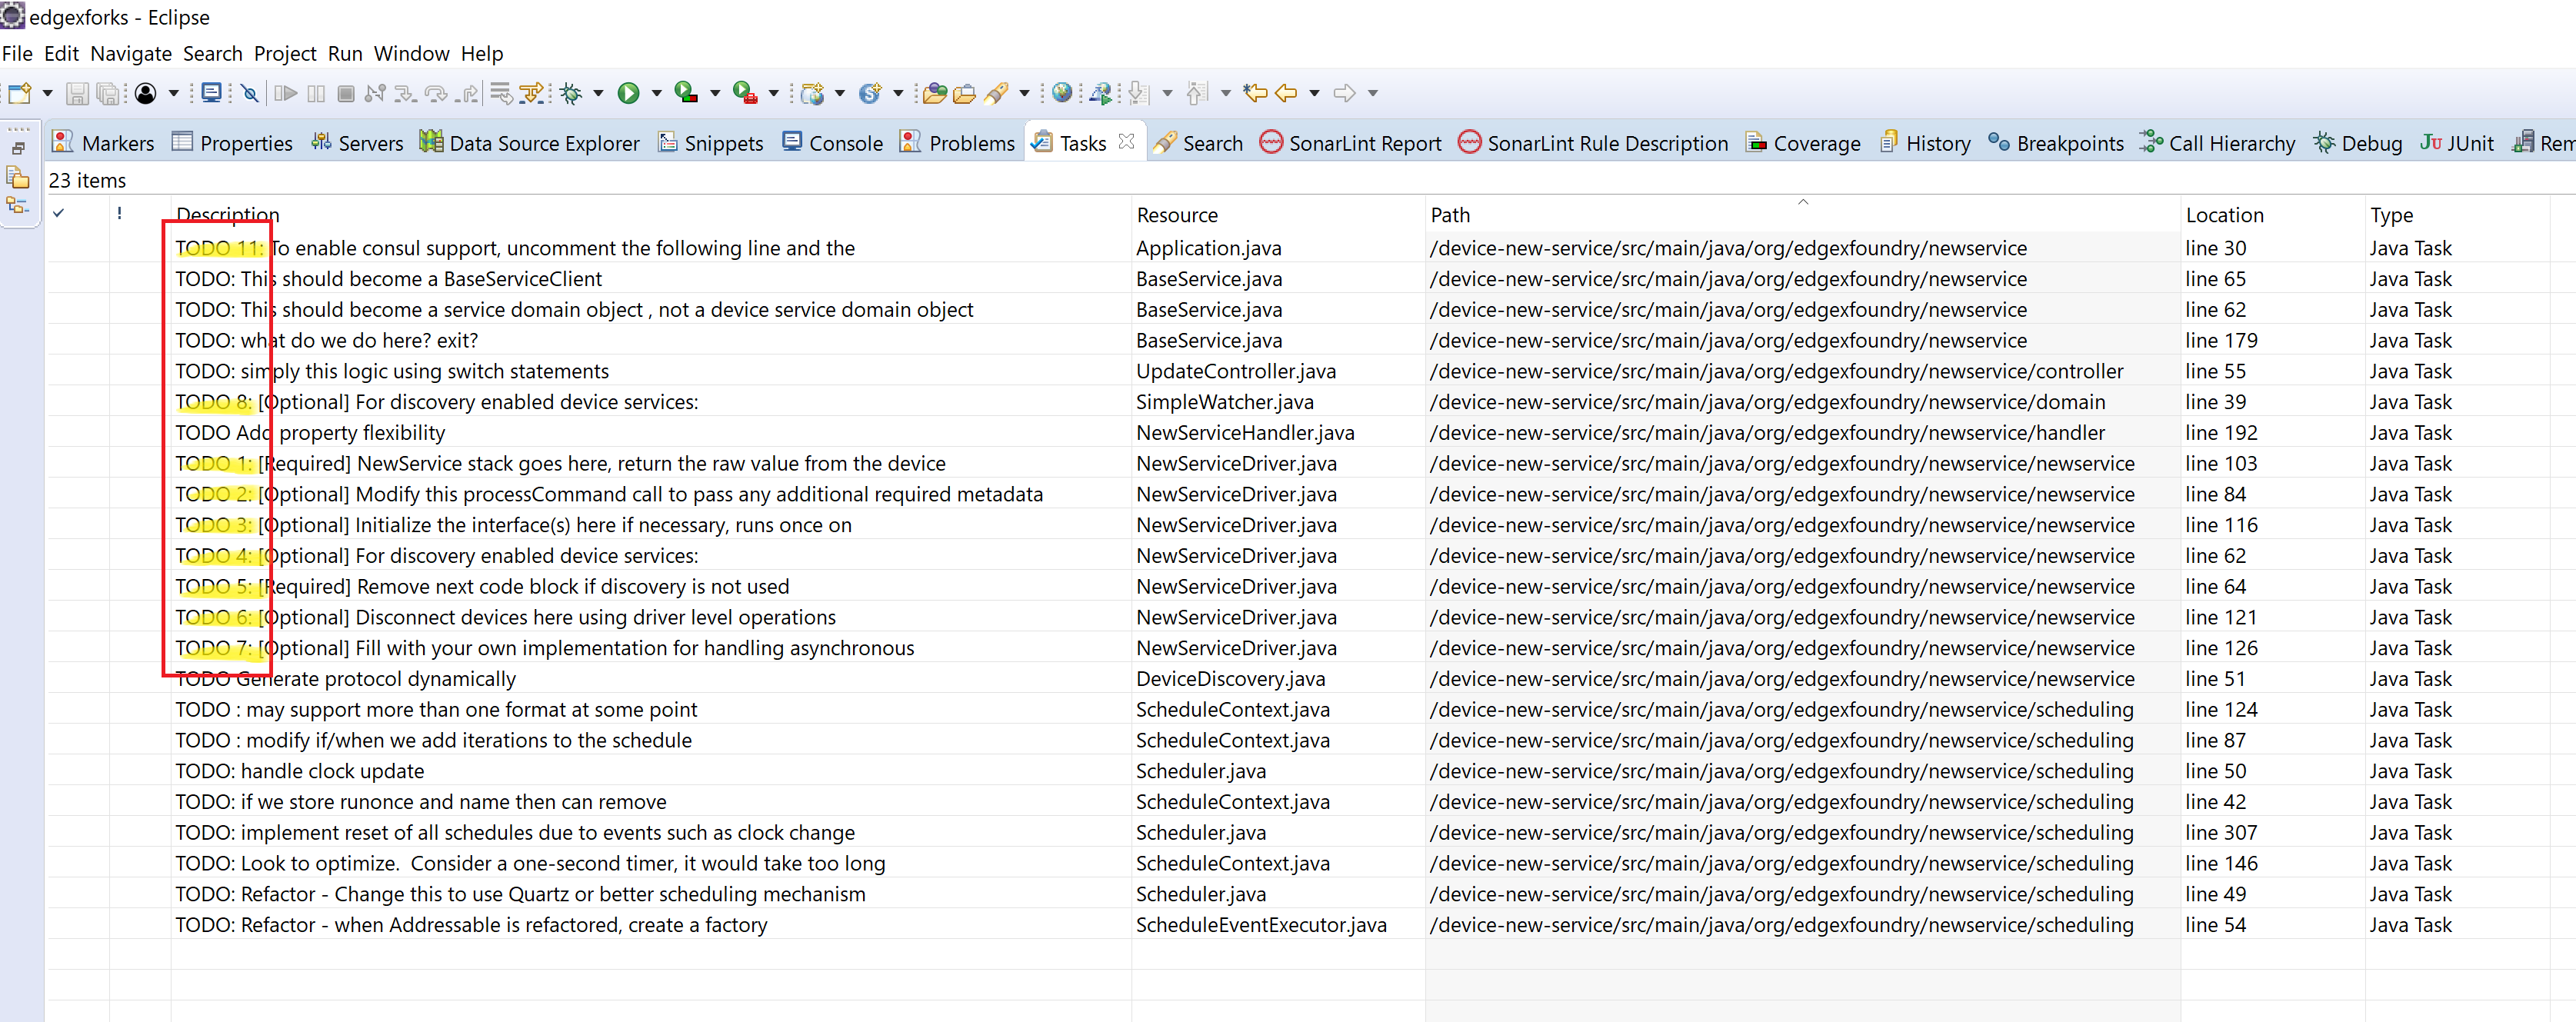 edgexforks - Eclipse
File Edit Navigate Search Project Run Window Help
Markers Properties Servers Data Source Explorer Snippets Console Problems Tasks Search SonarLint Report SonarLint Rule Description Coverage History Breakpoints Call Hierarchy Debug JUnit Rem
23 items
! Description Resource Path Location Type
TODO 11: To enable consul support, uncomment the following line and the Application.java /device-new-service/src/main/java/org/edgexfoundry/newservice line 30 Java Task
TODO: This should become a BaseServiceClient BaseService.java /device-new-service/src/main/java/org/edgexfoundry/newservice line 65 Java Task
TODO: This should become a service domain object , not a device service domain object BaseService.java /device-new-service/src/main/java/org/edgexfoundry/newservice line 62 Java Task
TODO: what do we do here? exit? BaseService.java /device-new-service/src/main/java/org/edgexfoundry/newservice line 179 Java Task
TODO: simply this logic using switch statements UpdateController.java /device-new-service/src/main/java/org/edgexfoundry/newservice/controller line 55 Java Task
TODO 8: [Optional] For discovery enabled device services: SimpleWatcher.java /device-new-service/src/main/java/org/edgexfoundry/newservice/domain line 39 Java Task
TODO Add property flexibility NewServiceHandler.java /device-new-service/src/main/java/org/edgexfoundry/newservice/handler line 192 Java Task
TODO 1: [Required] NewService stack goes here, return the raw value from the device NewServiceDriver.java /device-new-service/src/main/java/org/edgexfoundry/newservice/newservice line 103 Java Task
TODO 2: [Optional] Modify this processCommand call to pass any additional required metadata NewServiceDriver.java /device-new-service/src/main/java/org/edgexfoundry/newservice/newservice line 84 Java Task
TODO 3: [Optional] Initialize the interface(s) here if necessary, runs once on NewServiceDriver.java /device-new-service/src/main/java/org/edgexfoundry/newservice/newservice line 116 Java Task
TODO 4: [Optional] For discovery enabled device services: NewServiceDriver.java /device-new-service/src/main/java/org/edgexfoundry/newservice/newservice line 62 Java Task
TODO 5: [Required] Remove next code block if discovery is not used NewServiceDriver.java /device-new-service/src/main/java/org/edgexfoundry/newservice/newservice line 64 Java Task
TODO 6: [Optional] Disconnect devices here using driver level operations NewServiceDriver.java /device-new-service/src/main/java/org/edgexfoundry/newservice/newservice line 121 Java Task
TODO 7: [Optional] Fill with your own implementation for handling asynchronous NewServiceDriver.java /device-new-service/src/main/java/org/edgexfoundry/newservice/newservice line 126 Java Task
TODO Generate protocol dynamically DeviceDiscovery.java /device-new-service/src/main/java/org/edgexfoundry/newservice/newservice line 51 Java Task
TODO : may support more than one format at some point ScheduleContext.java /device-new-service/src/main/java/org/edgexfoundry/newservice/scheduling line 124 Java Task
TODO : modify if/when we add iterations to the schedule ScheduleContext.java /device-new-service/src/main/java/org/edgexfoundry/newservice/scheduling line 87 Java Task
TODO: handle clock update Scheduler.java /device-new-service/src/main/java/org/edgexfoundry/newservice/scheduling line 50 Java Task
TODO: if we store runonce and name then can remove ScheduleContext.java /device-new-service/src/main/java/org/edgexfoundry/newservice/scheduling line 42 Java Task
TODO: implement reset of all schedules due to events such as clock change Scheduler.java /device-new-service/src/main/java/org/edgexfoundry/newservice/scheduling line 307 Java Task
TODO: Look to optimize.  Consider a one-second timer, it would take too long ScheduleContext.java /device-new-service/src/main/java/org/edgexfoundry/newservice/scheduling line 146 Java Task
TODO: Refactor - Change this to use Quartz or better scheduling mechanism Scheduler.java /device-new-service/src/main/java/org/edgexfoundry/newservice/scheduling line 49 Java Task
TODO: Refactor - when Addressable is refactored, create a factory ScheduleEventExecutor.java /device-new-service/src/main/java/org/edgexfoundry/newservice/scheduling line 54 Java Task